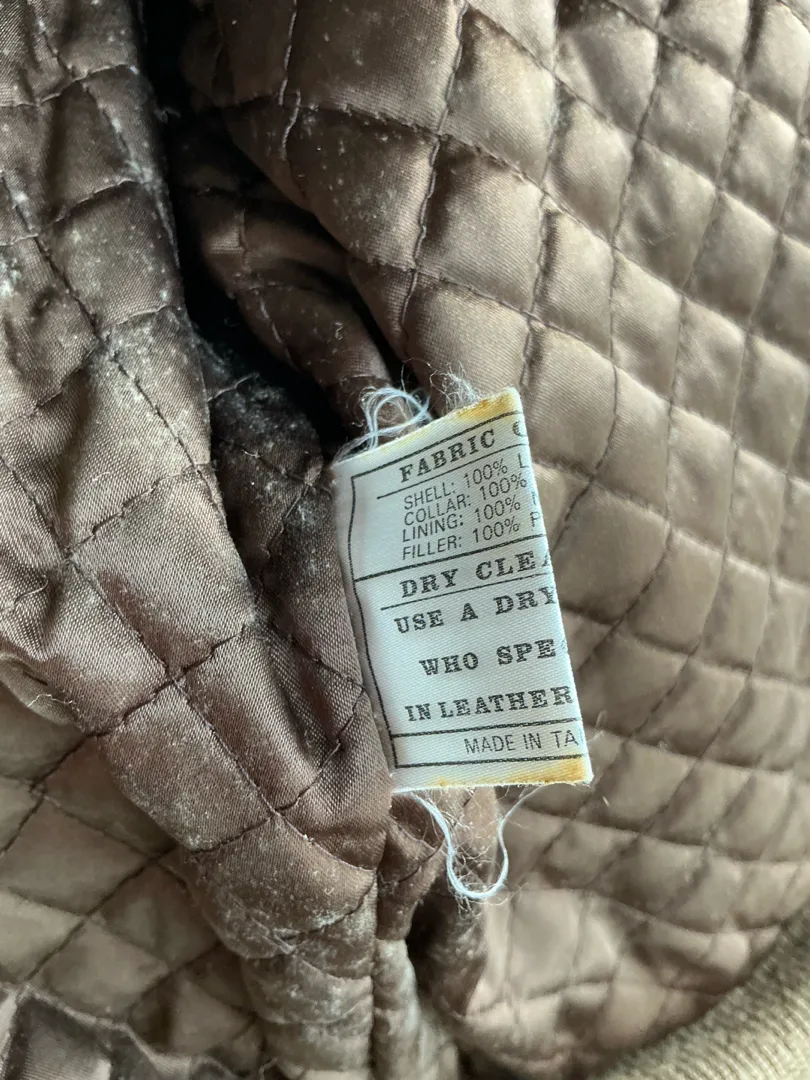 FABRIC
SHELL: 100% L
COLLAR: 100%
LINING: 100%
FILLER: 100% P
DRY CLEA
USE A DRY
WHO SPE
IN LEATHER
MADE IN TA